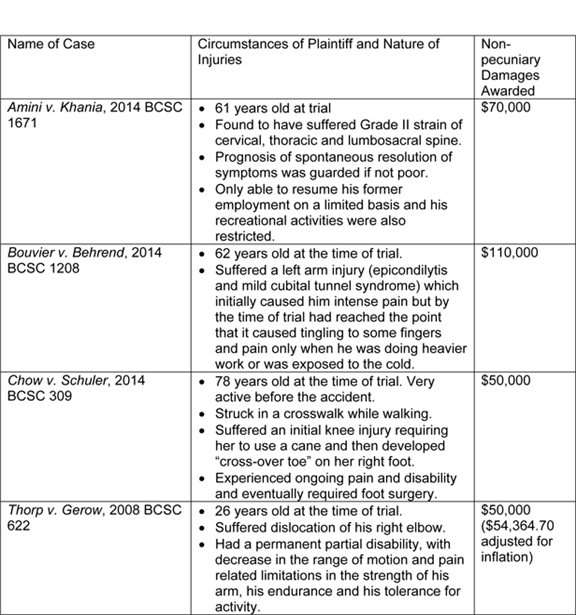 Name of Case
Circumstances of Plaintiff and Nature of
Injuries
Non-
pecuniary
Damages
Awarded
Amini v. Khania, 2014 BCSC
1671
• 61 years old at trial
• Found to have suffered Grade II strain of
cervical, thoracic and lumbosacral spine.
• Prognosis of spontaneous resolution of
symptoms was guarded if not poor.
• Only able to resume his former
employment on a limited basis and his
recreational activities were also
restricted.
$70,000
Bouvier v. Behrend, 2014
BCSC 1208
• 62 years old at the time of trial.
• Suffered a left arm injury (epicondilytis
and mild cubital tunnel syndrome) which
initially caused him intense pain but by
the time of trial had reached the point
that it caused tingling to some fingers
and pain only when he was doing heavier
work or was exposed to the cold.
$110,000
Chow v. Schuler, 2014
BCSC 309
• 78 years old at the time of trial. Very
active before the accident.
• Struck in a crosswalk while walking.
• Suffered an initial knee injury requiring
her to use a cane and then developed
“cross-over toe” on her right foot.
• Experienced ongoing pain and disability
and eventually required foot surgery.
$50,000
Thorp v. Gerow, 2008 BCSC
622
• 26 years old at the time of trial.
• Suffered dislocation of his right elbow.
• Had a permanent partial disability, with
decrease in the range of motion and pain
related limitations in the strength of his
arm, his endurance and his tolerance for
activity.
$50,000
($54,364.70
adjusted for
inflation)